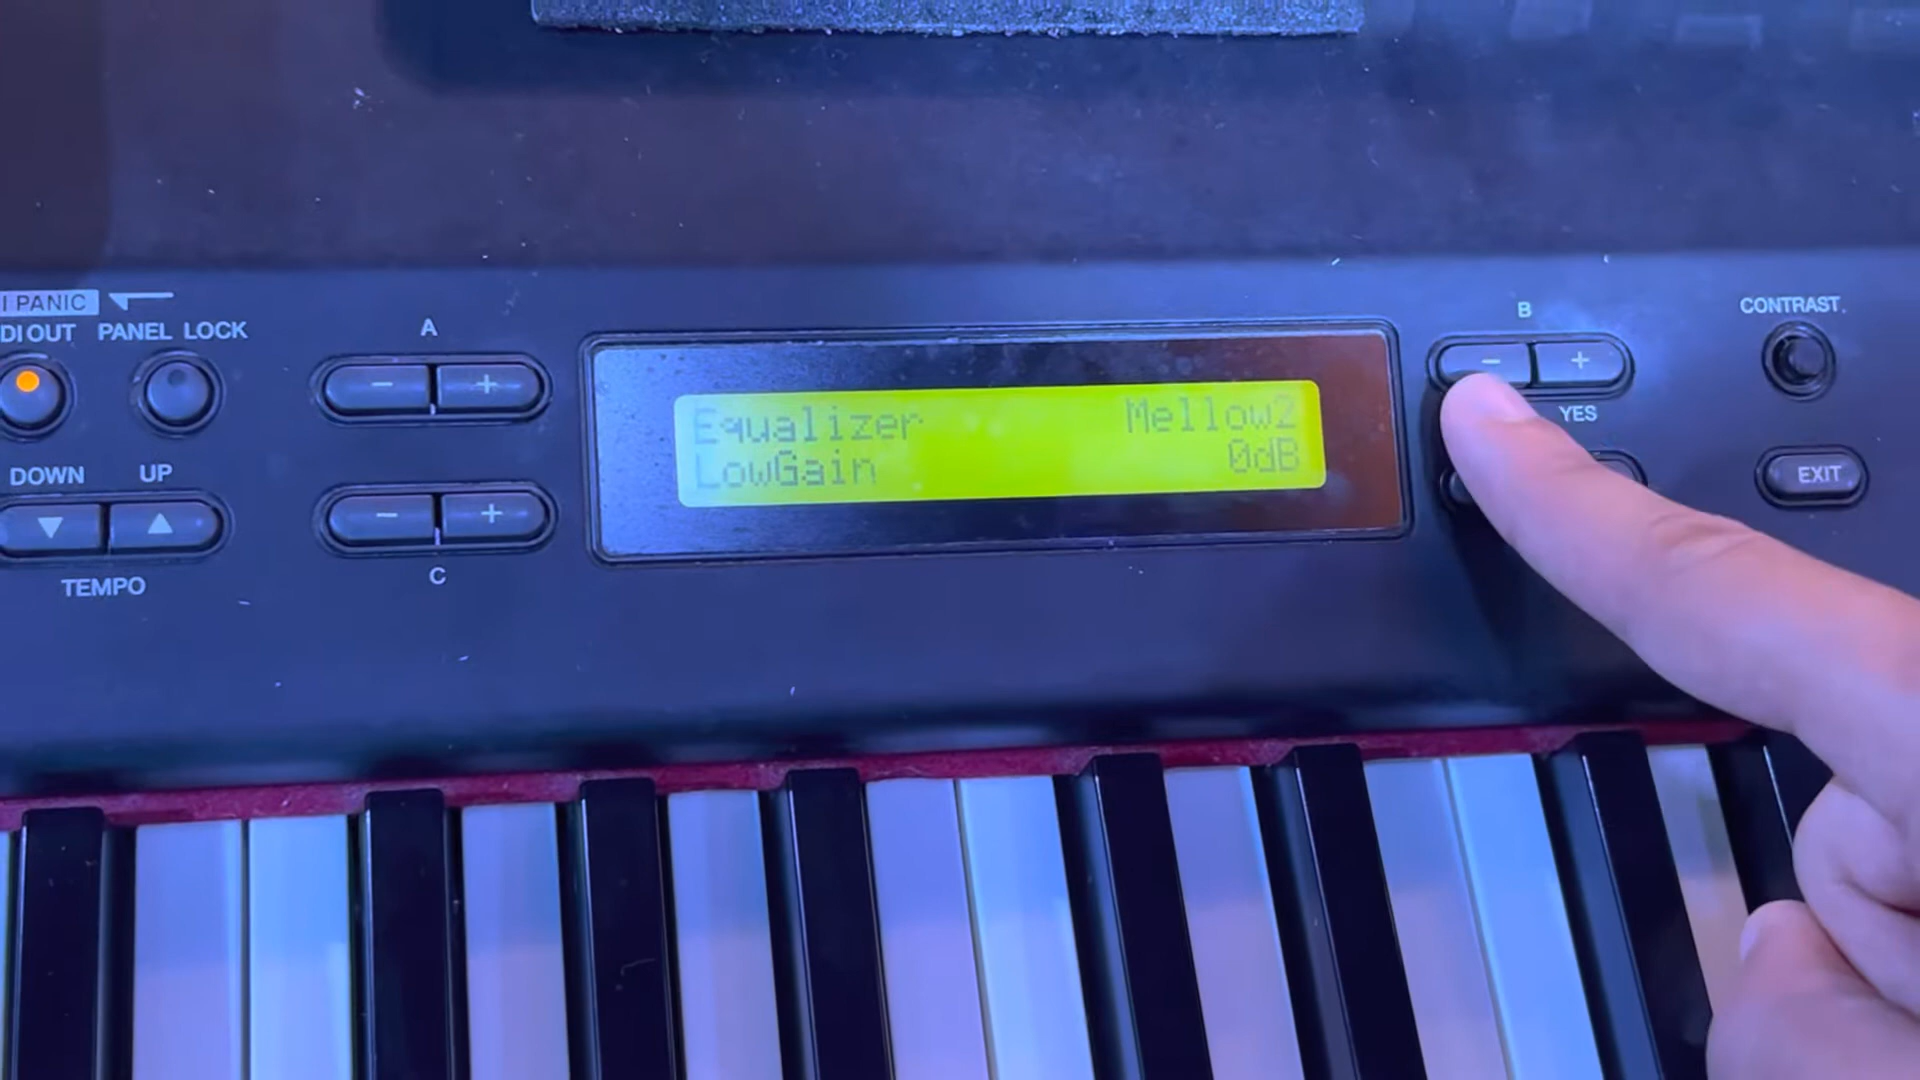 I PANIC
DI OUT PANEL LOCK
A
B
CONTRAST
− +
− +
Equalizer Mellow2
LowGain 0dB
YES
DOWN UP
EXIT
− +
TEMPO
C